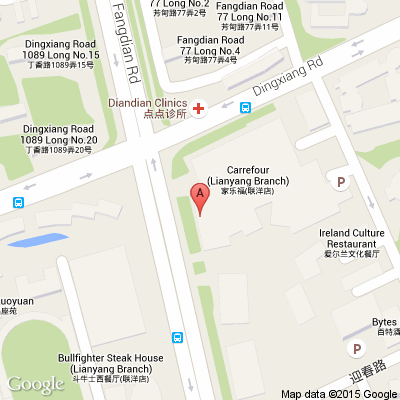 77 Long No.2
芳甸路77弄2号
77 Long No.11
芳甸路77弄11号
Fangdian Rd
Fangdian Road
77 Long No.4
芳甸路77弄4号
Dingxiang Road
1089 Long No.15
丁香路1089弄15号
Dingxiang Rd
Diandian Clinics
点点诊所
Dingxiang Road
1089 Long No.20
丁香路1089弄20号
Carrefour
(Lianyang Branch)
家乐福(联洋店)
P
A
Ireland Culture
Restaurant
爱尔兰文化餐厅
uoyuan
座苑
Bytes
百特酒
P
迎春路
Bullfighter Steak House
(Lianyang Branch)
斗牛士西餐厅(联洋店)
Google
Map data ©2015 Google